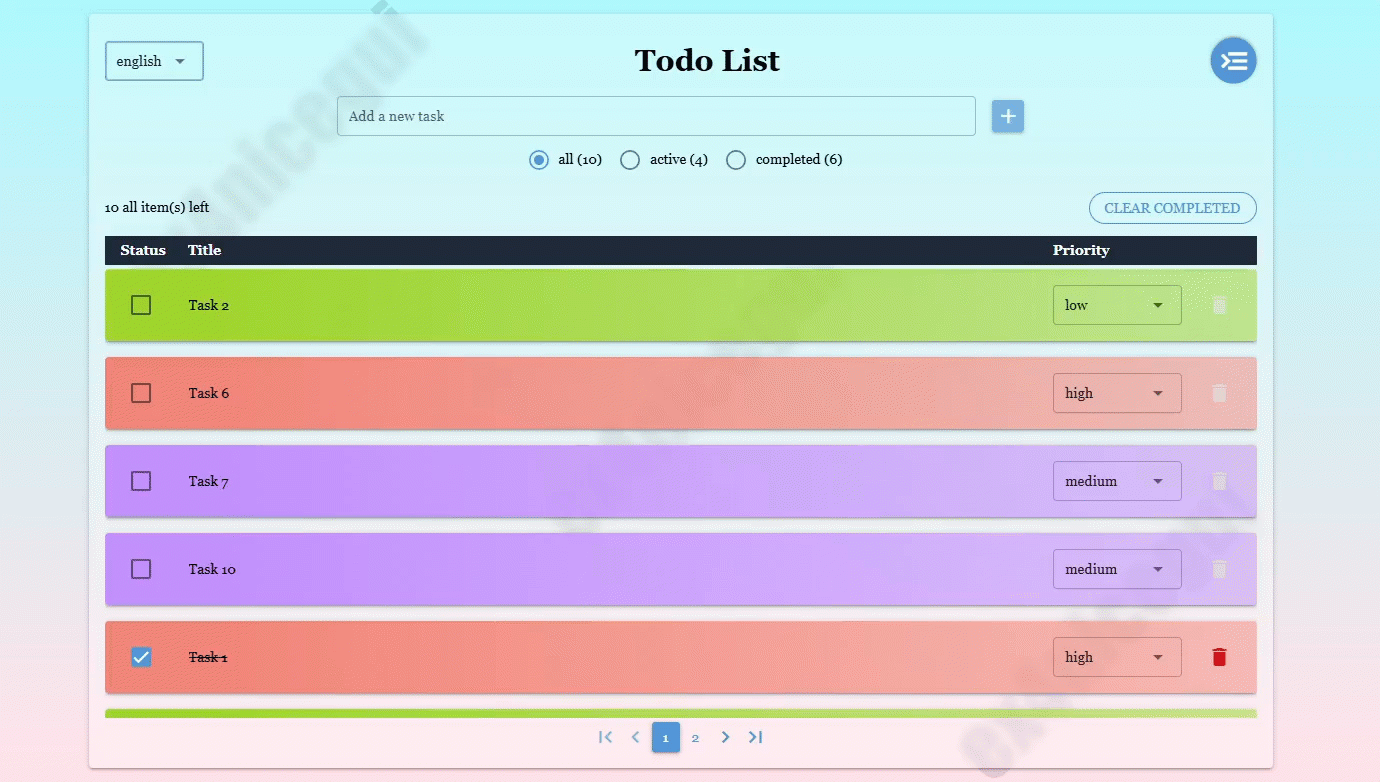 english
Todo List
Add a new task
all (10) active (4) completed (6)
10 all item(s) left
CLEAR COMPLETED
Status Title Priority
Task 2 low
Task 6 high
Task 7 medium
Task 10 medium
Task 1 high
1 2